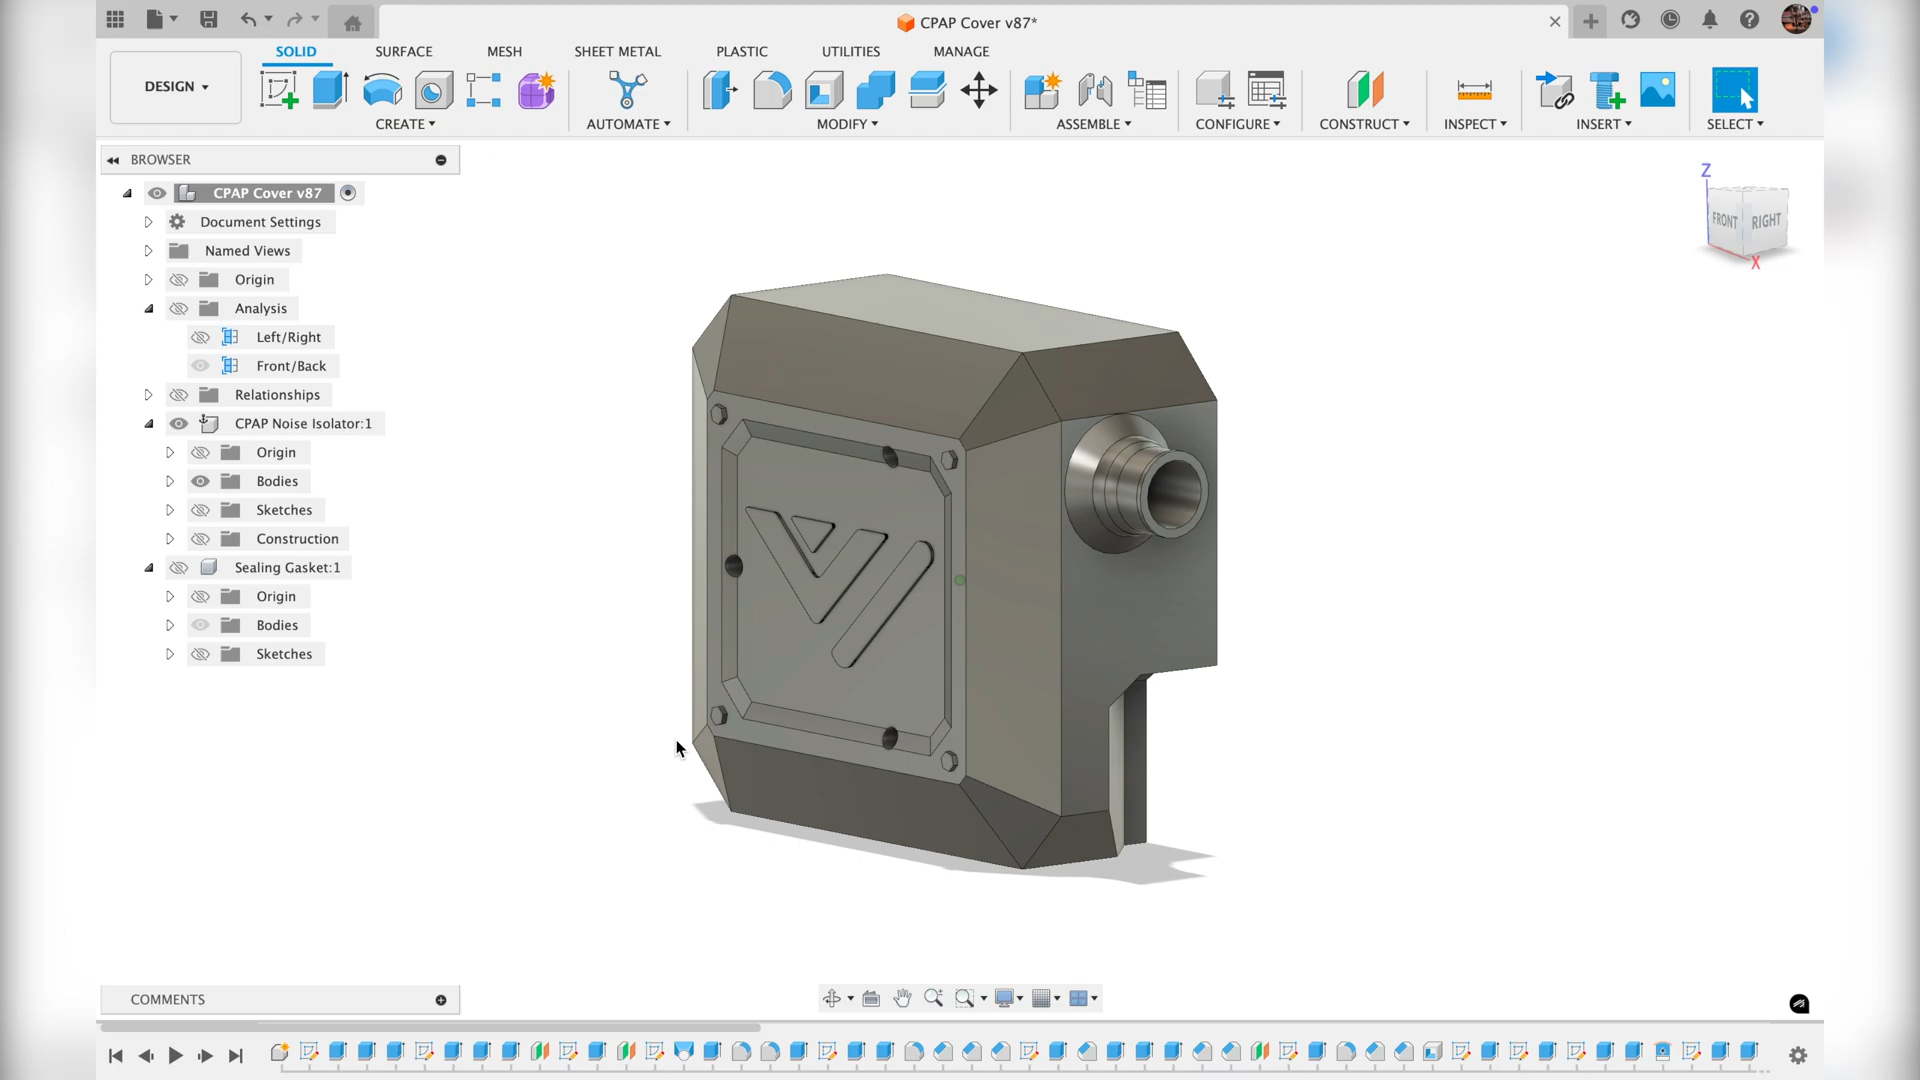 CPAP Cover v87*
DESIGN
SOLID
SURFACE
MESH
SHEET METAL
PLASTIC
UTILITIES
MANAGE
CREATE
AUTOMATE
MODIFY
ASSEMBLE
CONFIGURE
CONSTRUCT
INSPECT
INSERT
SELECT
BROWSER
CPAP Cover v87
Document Settings
Named Views
Origin
Analysis
Left/Right
Front/Back
Relationships
CPAP Noise Isolator:1
Origin
Bodies
Sketches
Construction
Sealing Gasket:1
Origin
Bodies
Sketches
Z
FRONT
RIGHT
X
COMMENTS